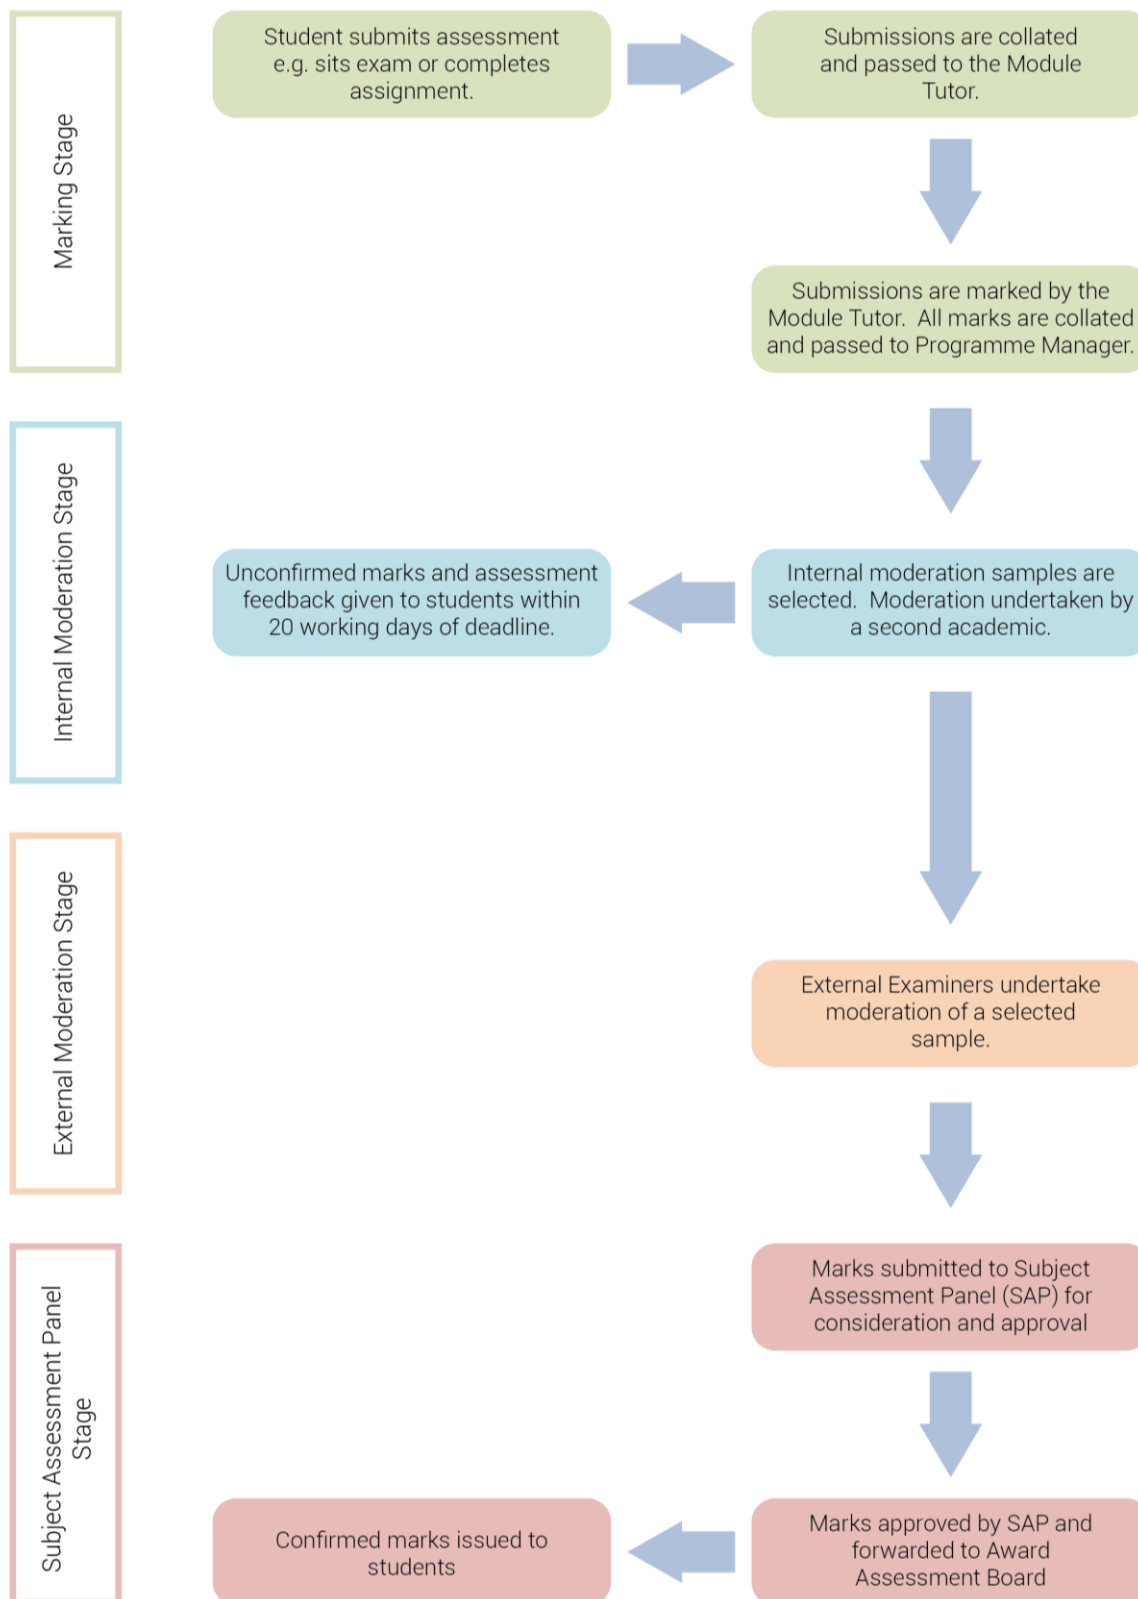 Marking Stage
Student submits assessment
e.g. sits exam or completes
assignment.
Submissions are collated
and passed to the Module
Tutor.
Submissions are marked by the
Module Tutor.  All marks are collated
and passed to Programme Manager.
Internal Moderation Stage
Unconfirmed marks and assessment
feedback given to students within
20 working days of deadline.
Internal moderation samples are
selected.  Moderation undertaken by
a second academic.
External Moderation Stage
External Examiners undertake
moderation of a selected
sample.
Subject Assessment Panel
Stage
Marks submitted to Subject
Assessment Panel (SAP) for
consideration and approval
Confirmed marks issued to
students
Marks approved by SAP and
forwarded to Award
Assessment Board